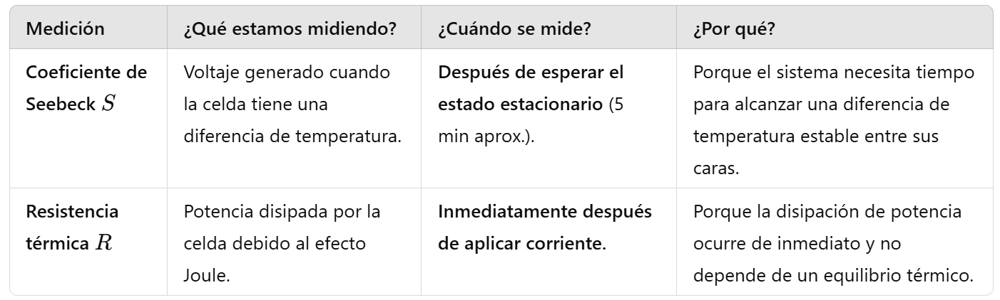 Medición
¿Qué estamos midiendo?
¿Cuándo se mide?
¿Por qué?
Coeficiente de
Seebeck S
Voltaje generado cuando
la celda tiene una
diferencia de temperatura.
Después de esperar el
estado estacionario (5
min aprox.).
Porque el sistema necesita tiempo
para alcanzar una diferencia de
temperatura estable entre sus
caras.
Resistencia
térmica R
Potencia disipada por la
celda debido al efecto
Joule.
Inmediatamente después
de aplicar corriente.
Porque la disipación de potencia
ocurre de inmediato y no
depende de un equilibrio térmico.